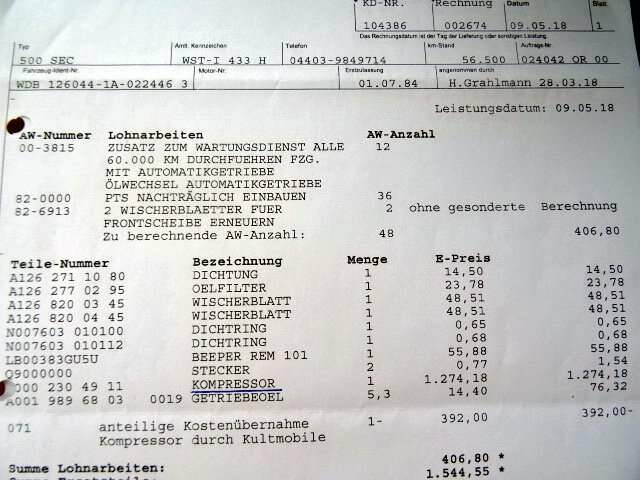 KD-NR. Rechnung Datum Blatt
104386 002674 09.05.18 1
Das Rechnungsdatum ist der Tag der Lieferung oder sonstigen Leistung.
Typ Amtl. Kennzeichen Telefon km-Stand Auftrags-Nr.
500 SEC WST-I 433 H 04403-9849714 56.500 024042 OR 00
Fahrzeug-Ident-Nr. Motor-Nr. Erstzulassung angenommen durch
WDB 126044-1A-022446 3 01.07.84 H.Grahlmann 28.03.18
Leistungsdatum: 09.05.18
AW-Nummer Lohnarbeiten AW-Anzahl
00-3815 ZUSATZ ZUM WARTUNGSDIENST ALLE 12
60.000 KM DURCHFUEHREN FZG.
MIT AUTOMATIKGETRIEBE
ÖLWECHSEL AUTOMATIKGETRIEBE
82-0000 PTS NACHTRÄGLICH EINBAUEN 36
82-6913 2 WISCHERBLAETTER FUER 2 ohne gesonderte Berechnung
FRONTSCHEIBE ERNEUERN
Zu berechnende AW-Anzahl: 48 406,80
Teile-Nummer Bezeichnung Menge E-Preis
A126 271 10 80 DICHTUNG 1 14,50 14,50
A126 277 02 95 OELFILTER 1 23,78 23,78
A126 820 03 45 WISCHERBLATT 1 48,51 48,51
A126 820 04 45 WISCHERBLATT 1 48,51 48,51
N007603 010100 DICHTRING 1 0,65 0,65
N007603 010112 DICHTRING 1 0,68 0,68
LB00383GU5U BEEPER REM 101 1 55,88 55,88
Q9000000 STECKER 2 0,77 1,54
A000 230 49 11 KOMPRESSOR 1 1.274,18 1.274,18
A001 989 68 03 0019 GETRIEBEOEL 5,3 14,40 76,32
071 anteilige Kostenübernahme 1- 392,00 392,00-
Kompressor durch Kultmobile
Summe Lohnarbeiten: 406,80 *
1.544,55 *